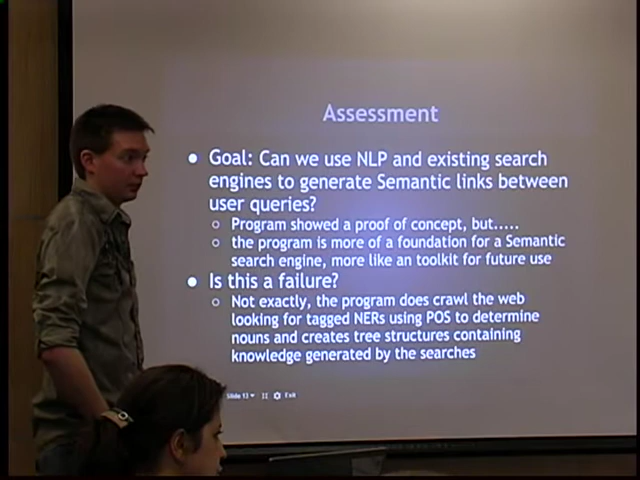 Assessment
● Goal: Can we use NLP and existing search
engines to generate Semantic links between
user queries?
○ Program showed a proof of concept, but.....
○ the program is more of a foundation for a Semantic
search engine, more like an toolkit for future use
● Is this a failure?
○ Not exactly, the program does crawl the web
looking for tagged NERs using POS to determine
nouns and creates tree structures containing
knowledge generated by the searches
Slide 13 Exit